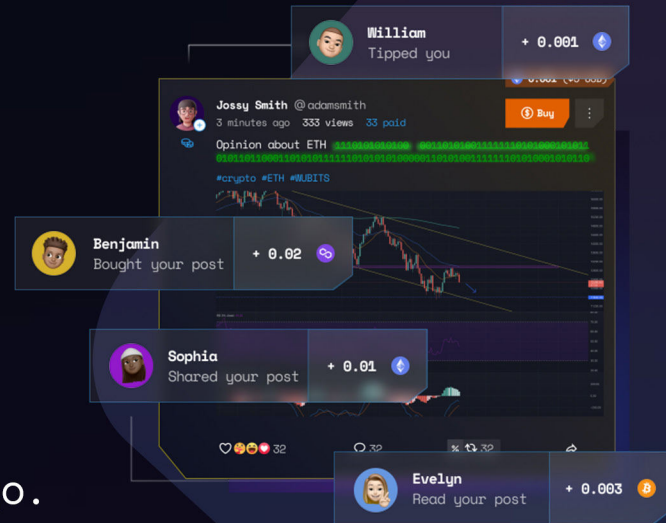 William
Tipped you
+ 0.001
Jossy Smith @adamsmith
3 minutes ago 333 views 33 paid
Buy
Opinion about ETH
#crypto #ETH #WUBITS
Benjamin
Bought your post
+ 0.02
Sophia
Shared your post
+ 0.01
32
32
32
Evelyn
Read your post
+ 0.003
o.